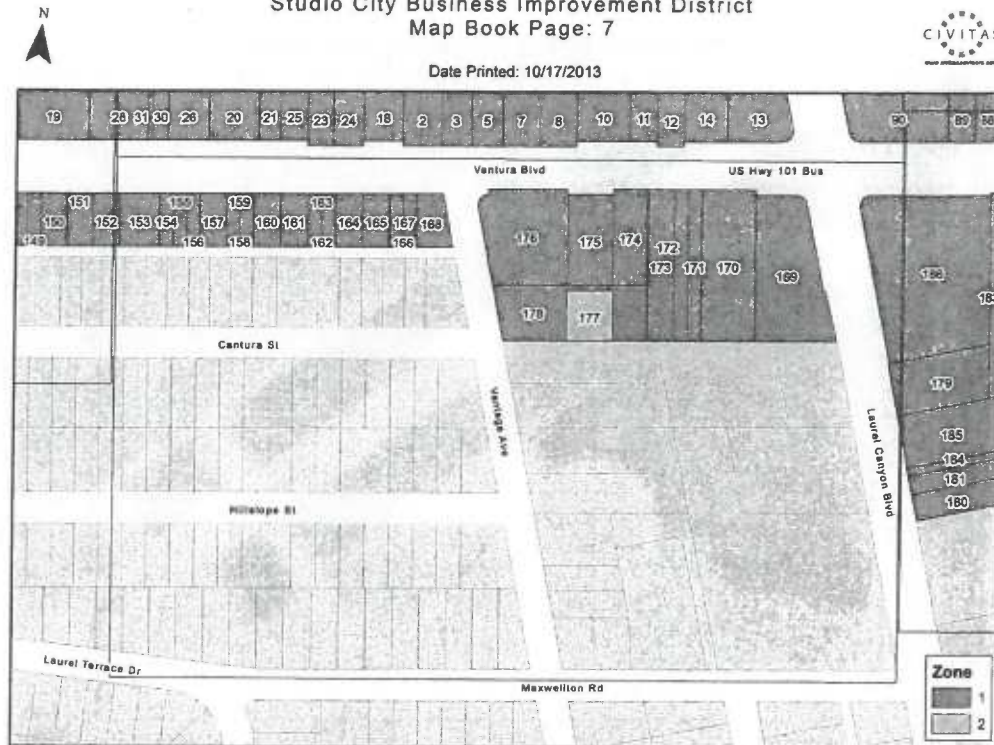 Studio City Business Improvement District
Map Book Page: 7
N
CIVITAS
Date Printed: 10/17/2013
19 28 31 30 26 20 21 25 23 24 18 2 3 5 7 8 10 11 12 14 13 90 89 88
Ventura Blvd US Hwy 101 Bus
151 159 163
150 152 153 154 157 160 161 164 165 167 168
149 156 158 162 166
176 175 174 172
173 171 170 169
178 177
186 183
179
185
184
181
180
Cantura St
Vantage Ave
Laurel Canyon Blvd
Hillslope St
Laurel Terrace Dr
Maxwellton Rd
Zone
1
2